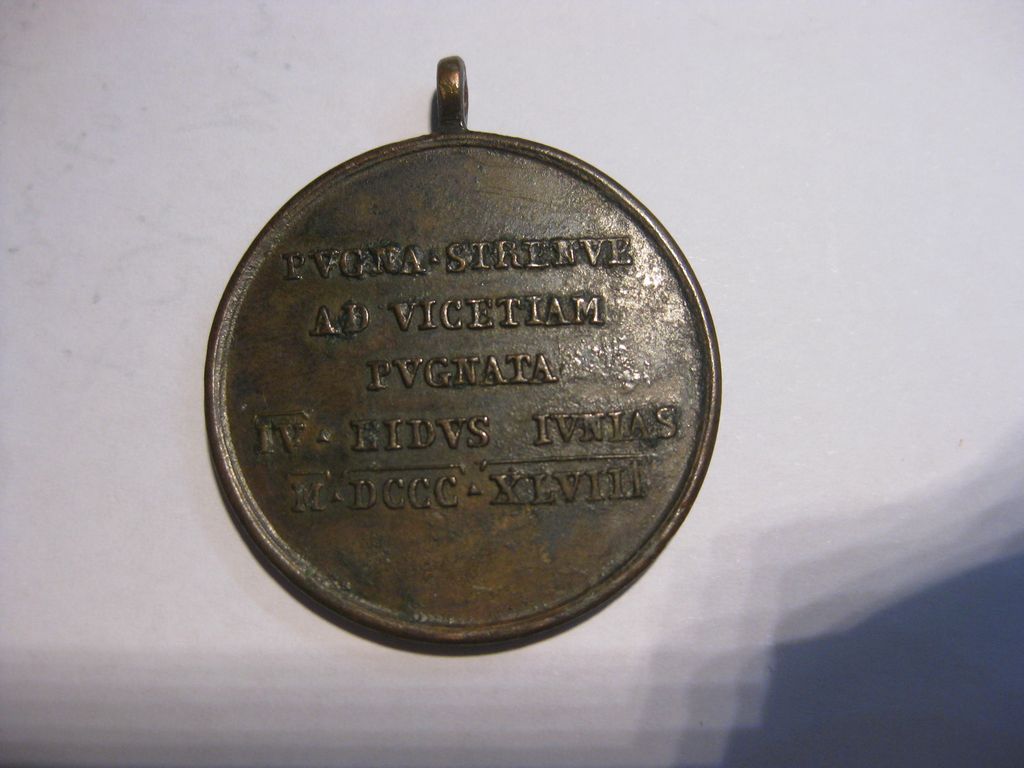 PVGNA · STRENVE
AD VICETIAM
PVGNATA
IV · EIDVS IVNIAS
M · DCCC · XLVIII